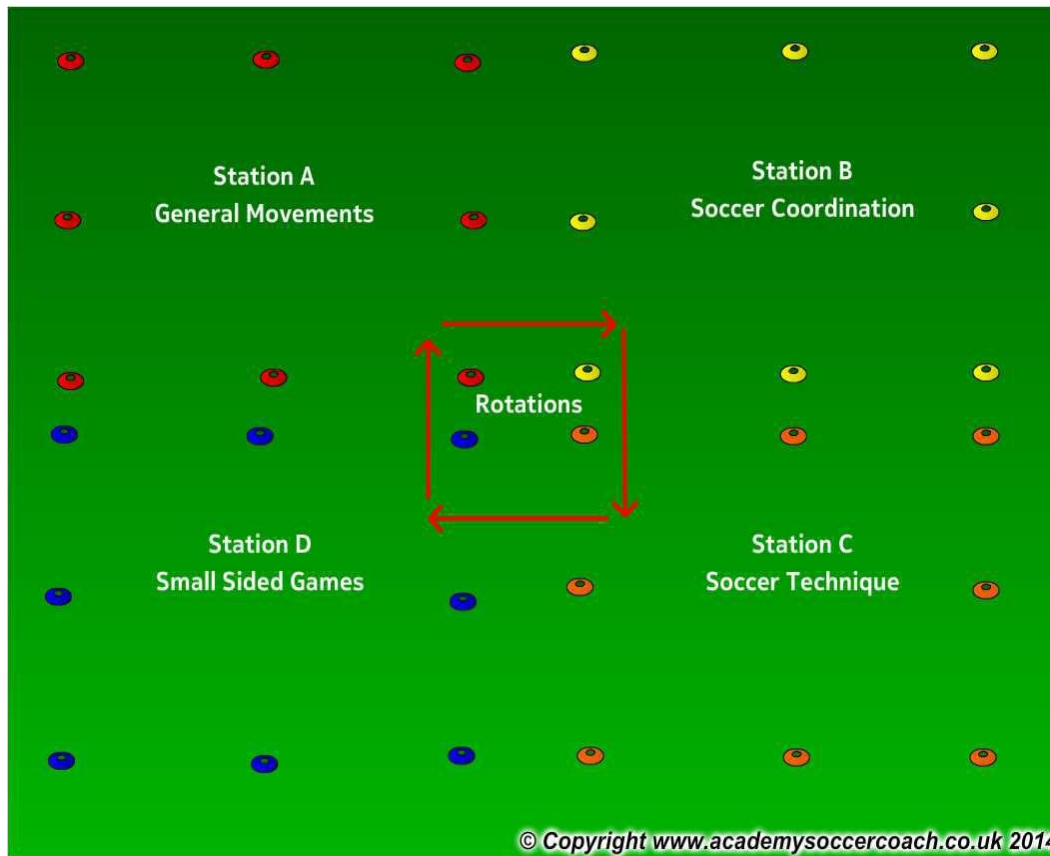 Station A
General Movements
Station B
Soccer Coordination
Rotations
Station D
Small Sided Games
Station C
Soccer Technique
© Copyright www.academysoccercoach.co.uk 2014